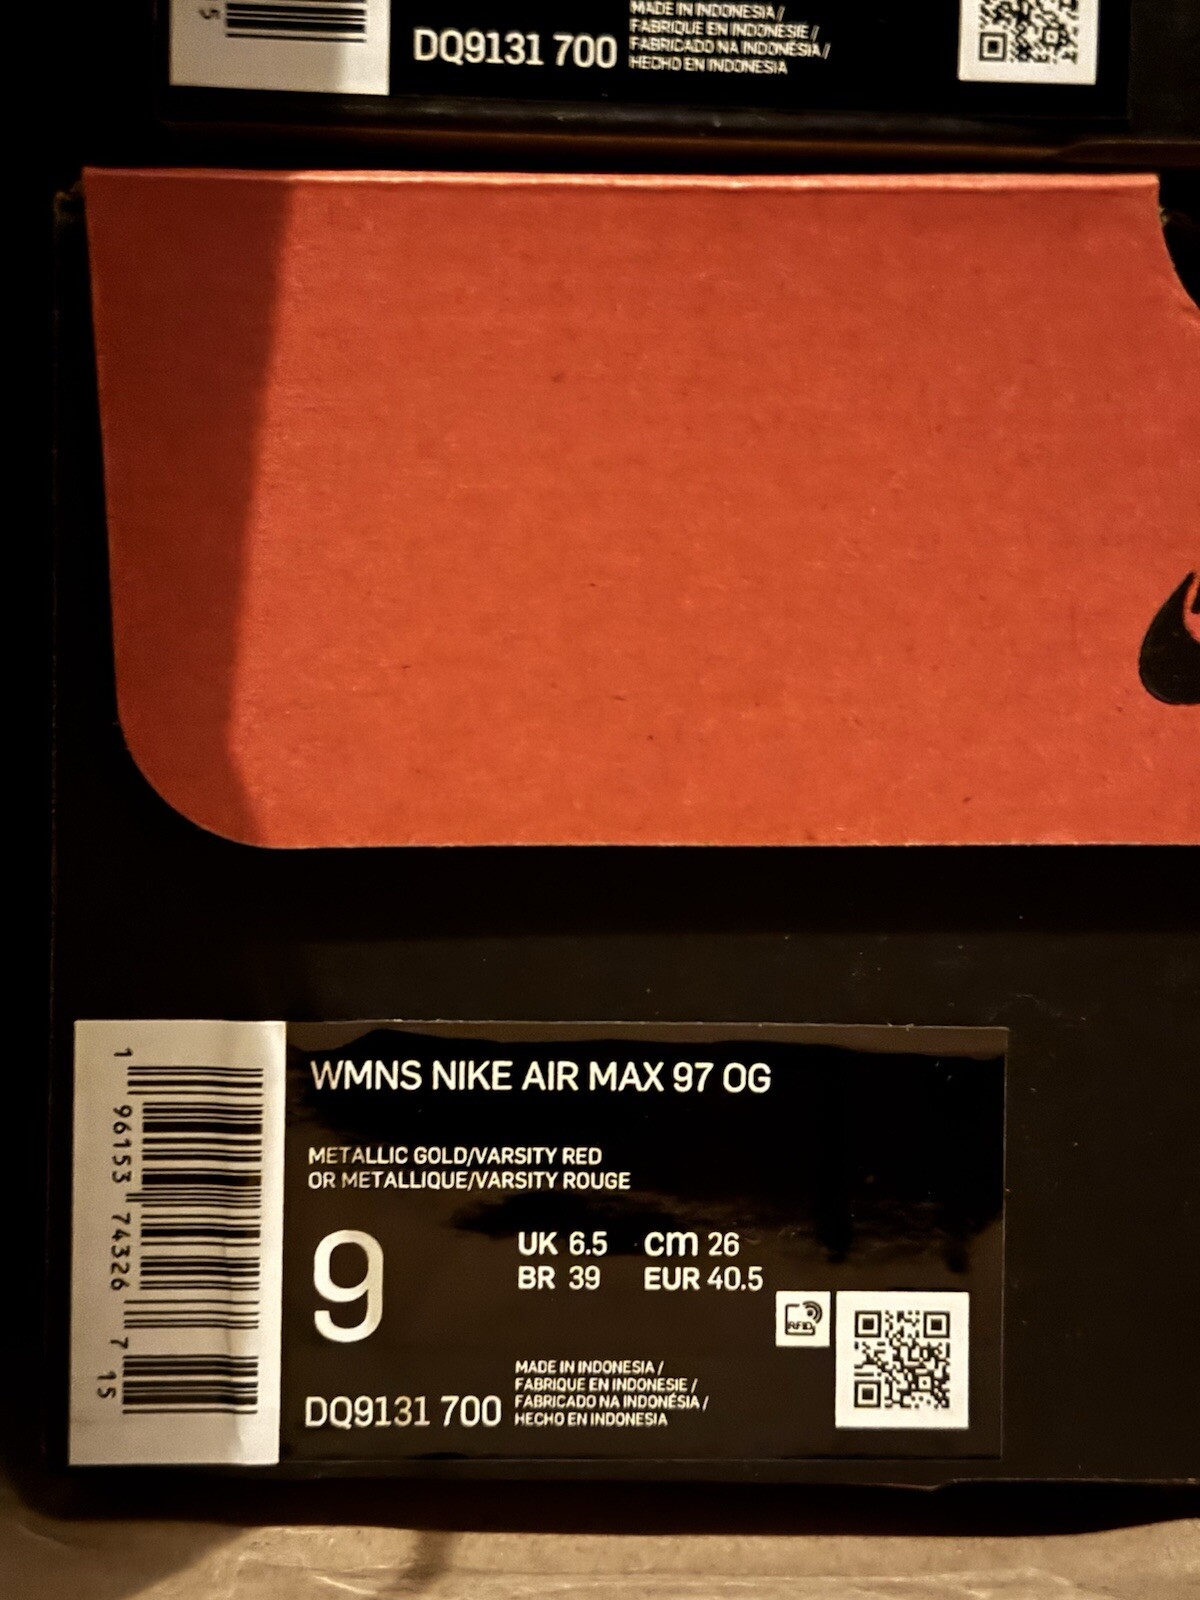 5
DQ9131 700
MADE IN INDONESIA /
FABRIQUE EN INDONESIE /
FABRICADO NA INDONÉSIA /
HECHO EN INDONESIA
WMNS NIKE AIR MAX 97 OG
METALLIC GOLD/VARSITY RED
OR METALLIQUE/VARSITY ROUGE
9
UK 6.5 cm 26
BR 39 EUR 40.5
RFID
MADE IN INDONESIA /
FABRIQUE EN INDONESIE /
FABRICADO NA INDONÉSIA /
HECHO EN INDONESIA
DQ9131 700
1 96153 74326 7 15